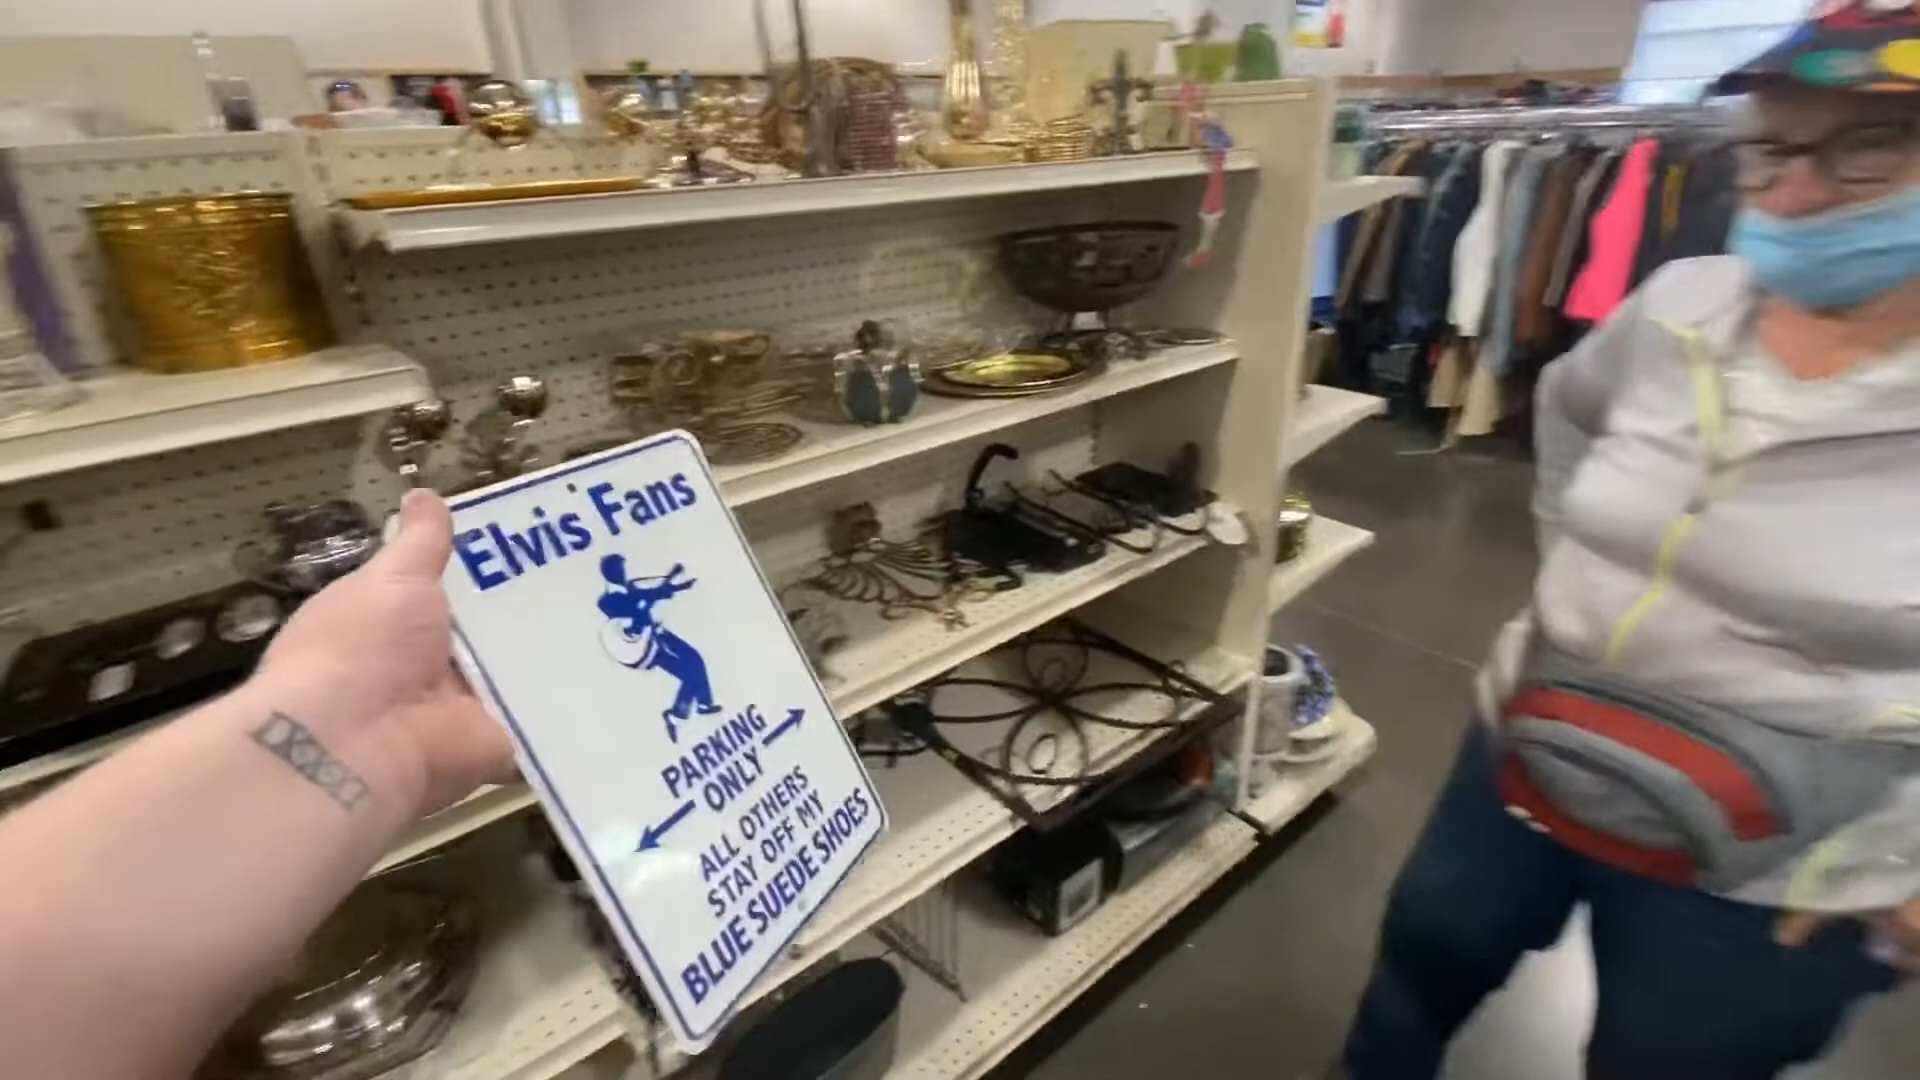 Elvis Fans
PARKING
ONLY
ALL OTHERS
STAY OFF MY
BLUE SUEDE SHOES